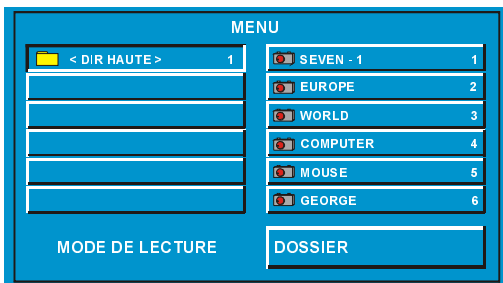 MENU
< DIR HAUTE > 1
SEVEN - 1 1
EUROPE 2
WORLD 3
COMPUTER 4
MOUSE 5
GEORGE 6
MODE DE LECTURE
DOSSIER